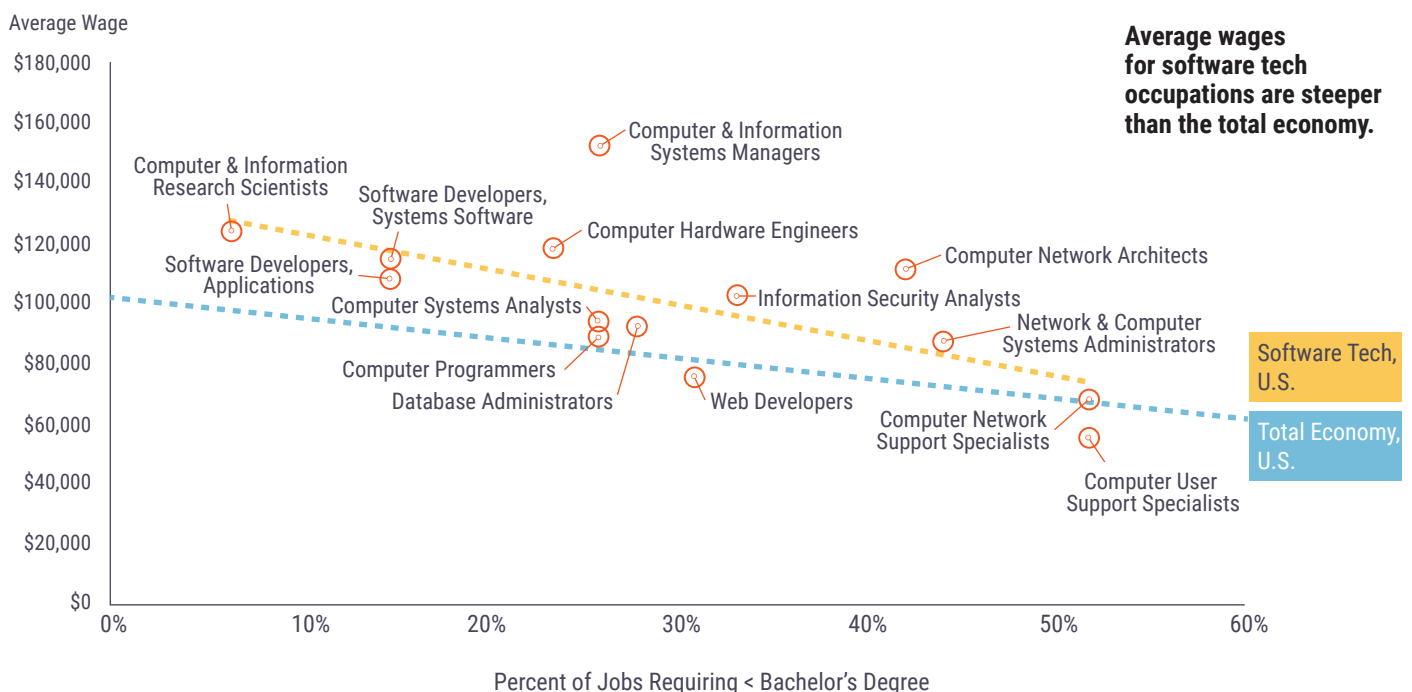 Average Wage
Average wages
for software tech
occupations are steeper
than the total economy.
$180,000
$160,000
$140,000
$120,000
$100,000
$80,000
$60,000
$40,000
$20,000
$0
Computer & Information
Systems Managers
Computer & Information
Research Scientists
Software Developers,
Systems Software
Computer Hardware Engineers
Computer Network Architects
Software Developers,
Applications
Computer Systems Analysts
Information Security Analysts
Network & Computer
Systems Administrators
Computer Programmers
Database Administrators
Web Developers
Computer Network
Support Specialists
Computer User
Support Specialists
Software Tech,
U.S.
Total Economy,
U.S.
0%
10%
20%
30%
40%
50%
60%
Percent of Jobs Requiring < Bachelor’s Degree